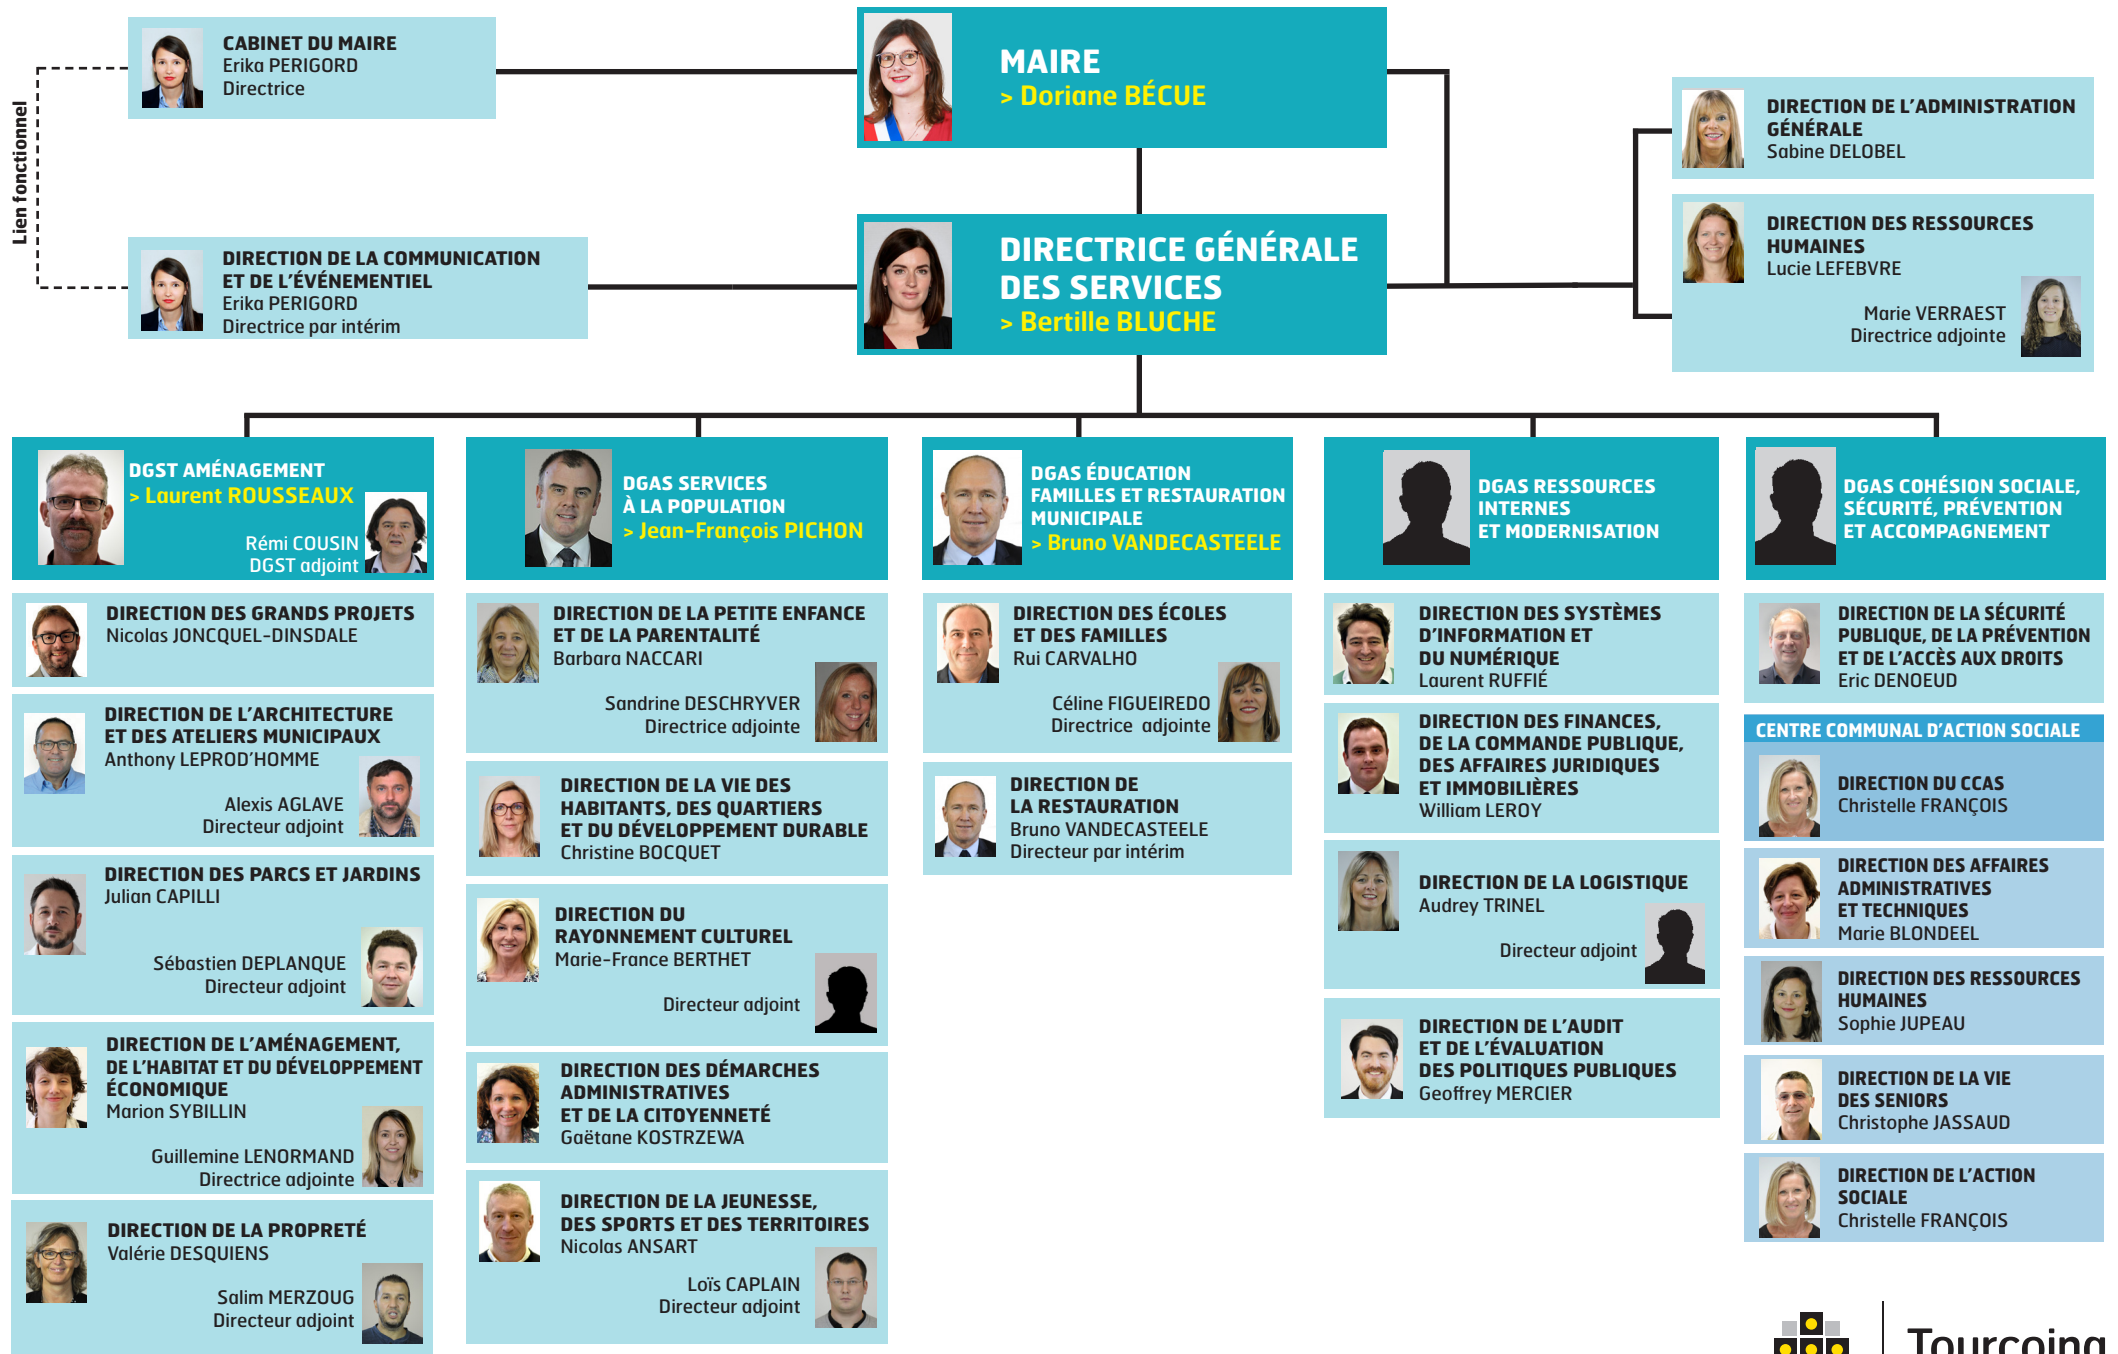 CABINET DU MAIRE
Erika PERIGORD
Directrice
MAIRE
> Doriane BÉCUE
Lien fonctionnel
DIRECTION DE L'ADMINISTRATION
GÉNÉRALE
Sabine DELOBEL
DIRECTION DES RESSOURCES
HUMAINES
Lucie LEFEBVRE
Marie VERRAEST
Directrice adjointe
DIRECTION DE LA COMMUNICATION
ET DE L'ÉVÉNEMENTIEL
Erika PERIGORD
Directrice par intérim
DIRECTRICE GÉNÉRALE
DES SERVICES
> Bertille BLUCHE
DGST AMÉNAGEMENT
> Laurent ROUSSEAUX
Rémi COUSIN
DGST adjoint
DIRECTION DES GRANDS PROJETS
Nicolas JONCQUEL-DINSDALE
DIRECTION DE L'ARCHITECTURE
ET DES ATELIERS MUNICIPAUX
Anthony LEPROD'HOMME
Alexis AGLAVE
Directeur adjoint
DIRECTION DES PARCS ET JARDINS
Julian CAPILLI
Sébastien DEPLANQUE
Directeur adjoint
DIRECTION DE L'AMÉNAGEMENT,
DE L'HABITAT ET DU DÉVELOPPEMENT
ÉCONOMIQUE
Marion SYBILLIN
Guillemine LENORMAND
Directrice adjointe
DIRECTION DE LA PROPRETÉ
Valérie DESQUIENS
Salim MERZOUG
Directeur adjoint
DGAS SERVICES
À LA POPULATION
> Jean-François PICHON
DIRECTION DE LA PETITE ENFANCE
ET DE LA PARENTALITÉ
Barbara NACCARI
Sandrine DESCHRYVER
Directrice adjointe
DIRECTION DE LA VIE DES
HABITANTS, DES QUARTIERS
ET DU DÉVELOPPEMENT DURABLE
Christine BOCQUET
DIRECTION DU
RAYONNEMENT CULTUREL
Marie-France BERTHET
Directeur adjoint
DIRECTION DES DÉMARCHES
ADMINISTRATIVES
ET DE LA CITOYENNETÉ
Gaëtane KOSTRZEWA
DIRECTION DE LA JEUNESSE,
DES SPORTS ET DES TERRITOIRES
Nicolas ANSART
Loïs CAPLAIN
Directeur adjoint
DGAS ÉDUCATION
FAMILLES ET RESTAURATION
MUNICIPALE
> Bruno VANDECASTEELE
DIRECTION DES ÉCOLES
ET DES FAMILLES
Rui CARVALHO
Céline FIGUEIREDO
Directrice adjointe
DIRECTION DE
LA RESTAURATION
Bruno VANDECASTEELE
Directeur par intérim
DGAS RESSOURCES
INTERNES
ET MODERNISATION
DIRECTION DES SYSTÈMES
D'INFORMATION ET
DU NUMÉRIQUE
Laurent RUFFIÉ
DIRECTION DES FINANCES,
DE LA COMMANDE PUBLIQUE,
DES AFFAIRES JURIDIQUES
ET IMMOBILIÈRES
William LEROY
DIRECTION DE LA LOGISTIQUE
Audrey TRINEL
Directeur adjoint
DIRECTION DE L'AUDIT
ET DE L'ÉVALUATION
DES POLITIQUES PUBLIQUES
Geoffrey MERCIER
DGAS COHÉSION SOCIALE,
SÉCURITÉ, PRÉVENTION
ET ACCOMPAGNEMENT
DIRECTION DE LA SÉCURITÉ
PUBLIQUE, DE LA PRÉVENTION
ET DE L'ACCÈS AUX DROITS
Eric DENOEUD
CENTRE COMMUNAL D'ACTION SOCIALE
DIRECTION DU CCAS
Christelle FRANÇOIS
DIRECTION DES AFFAIRES
ADMINISTRATIVES
ET TECHNIQUES
Marie BLONDEEL
DIRECTION DES RESSOURCES
HUMAINES
Sophie JUPEAU
DIRECTION DE LA VIE
DES SENIORS
Christophe JASSAUD
DIRECTION DE L'ACTION
SOCIALE
Christelle FRANÇOIS
Tourcoing